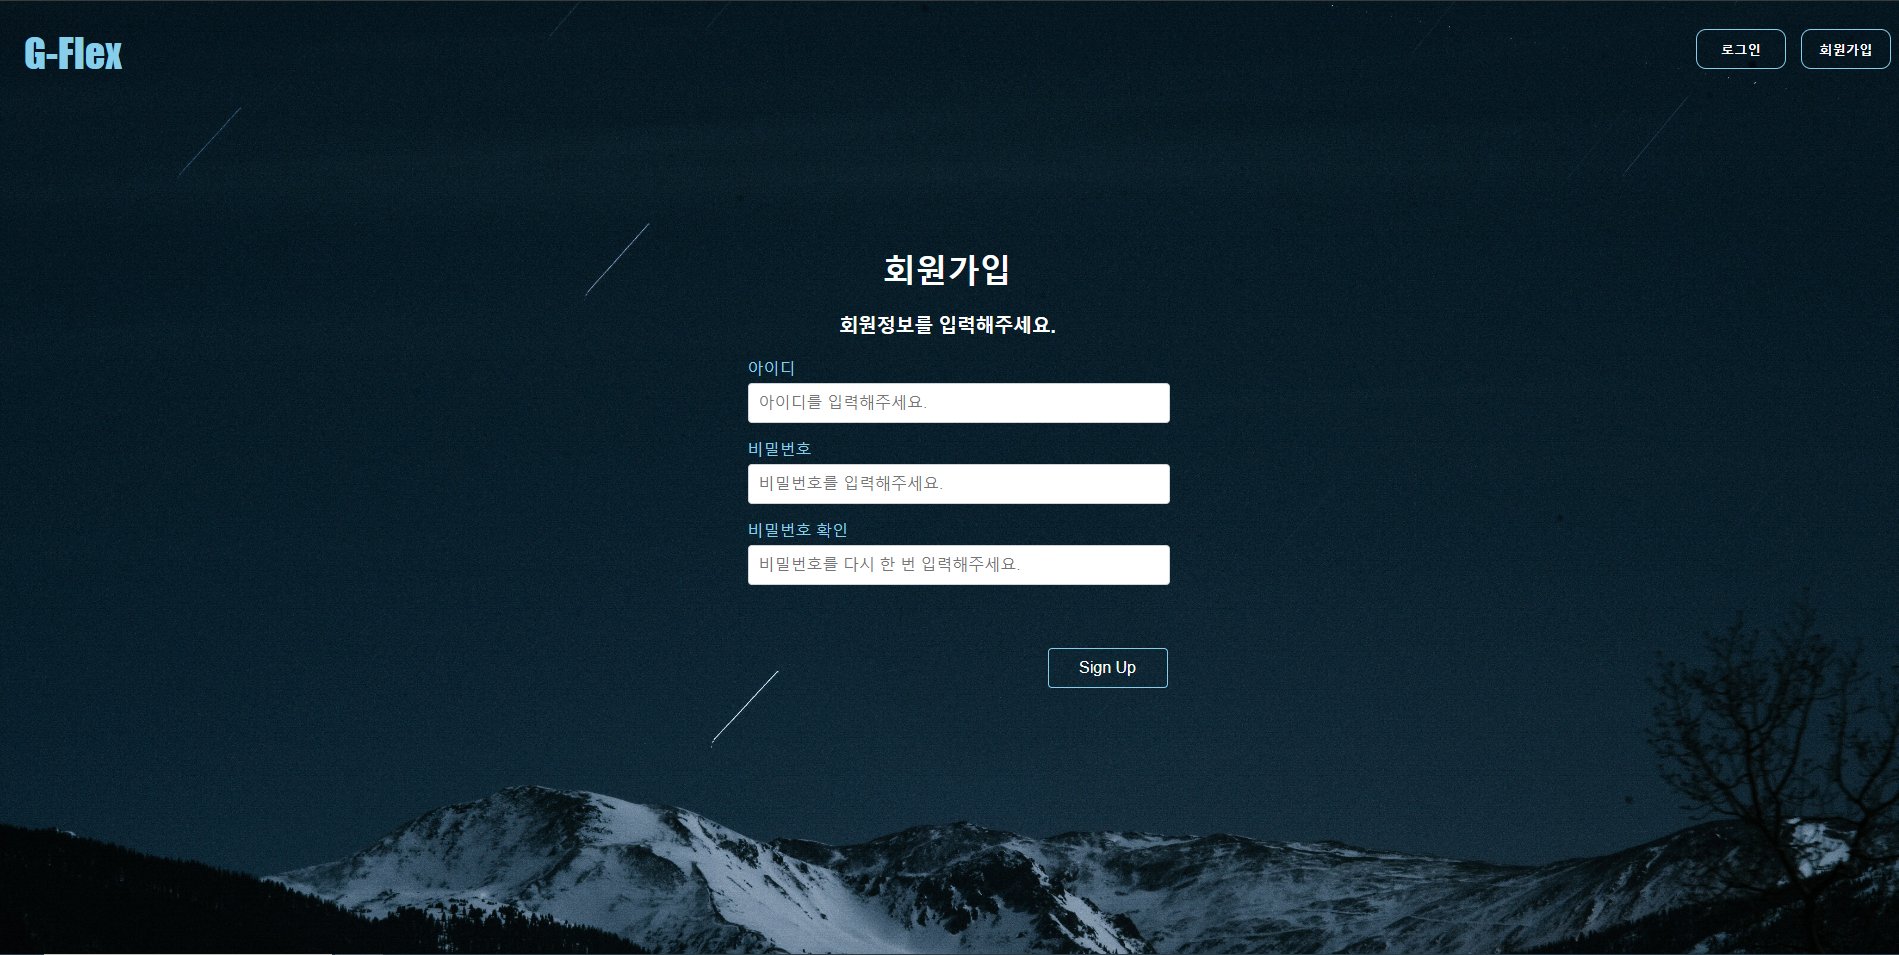 G-Flex
로그인
회원가입
회원가입
회원정보를 입력해주세요.
아이디
아이디를 입력해주세요.
비밀번호
비밀번호를 입력해주세요.
비밀번호 확인
비밀번호를 다시 한 번 입력해주세요.
Sign Up